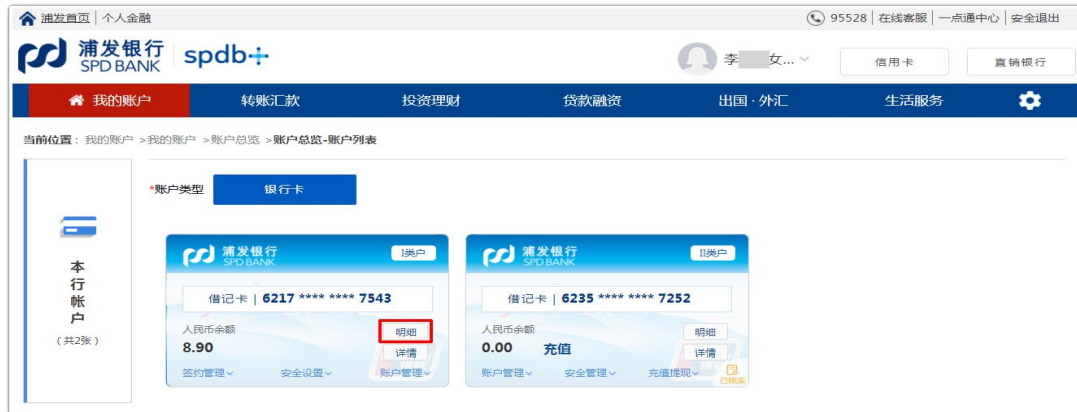 浦发首页 | 个人金融
95528 | 在线客服 | 一点通中心 | 安全退出
浦发银行 SPD BANK spdb+
李 女...
信用卡
直销银行
我的账户 转账汇款 投资理财 贷款融资 出国·外汇 生活服务
当前位置：我的账户 >我的账户 >账户总览 >账户总览-账户列表
*账户类型 银行卡
本行帐户
（共2张）
浦发银行
SPD BANK
I类户
借记卡 | 6217 **** **** 7543
人民币余额
明细
8.90
详情
签约管理 安全设置 账户管理
浦发银行
SPD BANK
II类户
借记卡 | 6235 **** **** 7252
人民币余额
明细
0.00 充值
详情
账户管理 安全管理 充值提现
已核实